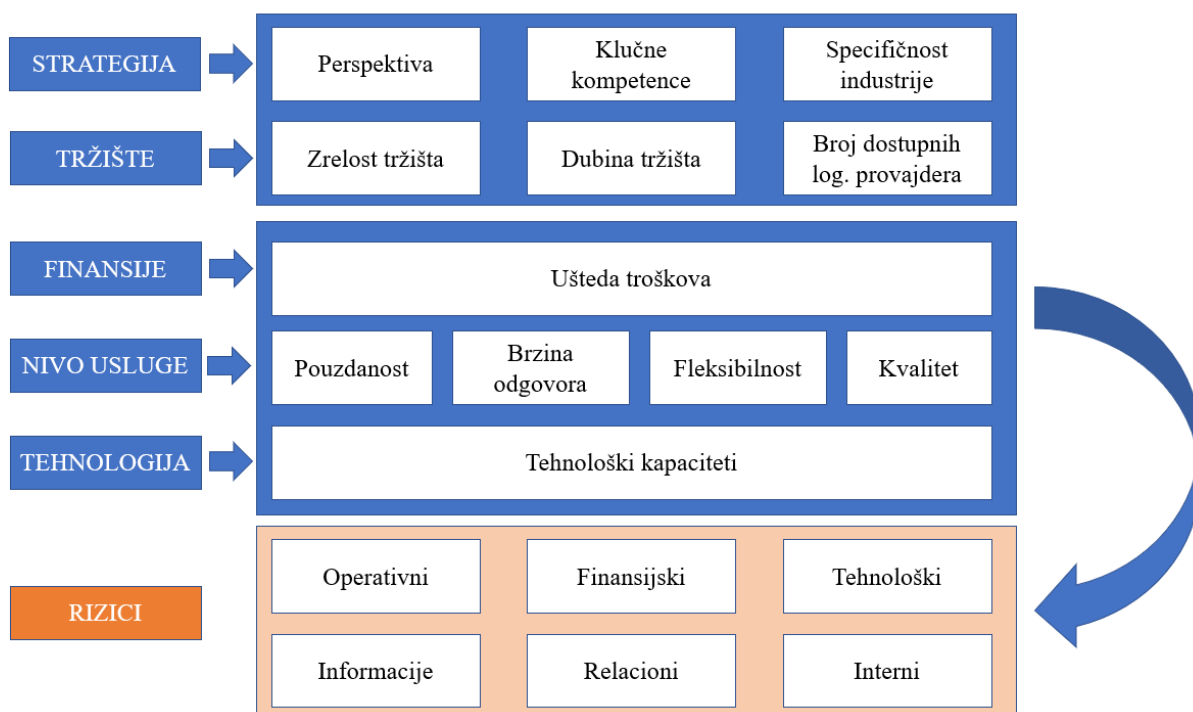 STRATEGIJA
Perspektiva
Klučne
kompetence
Specifičnost
industrije
TRŽIŠTE
Zrelost tržišta
Dubina tržišta
Broj dostupnih
log. provajdera
FINANSIJE
Ušteda troškova
NIVO USLUGE
Pouzdanost
Brzina
odgovora
Fleksibilnost
Kvalitet
TEHNOLOGIJA
Tehnološki kapaciteti
RIZICI
Operativni
Finansijski
Tehnološki
Informacije
Relacioni
Interni